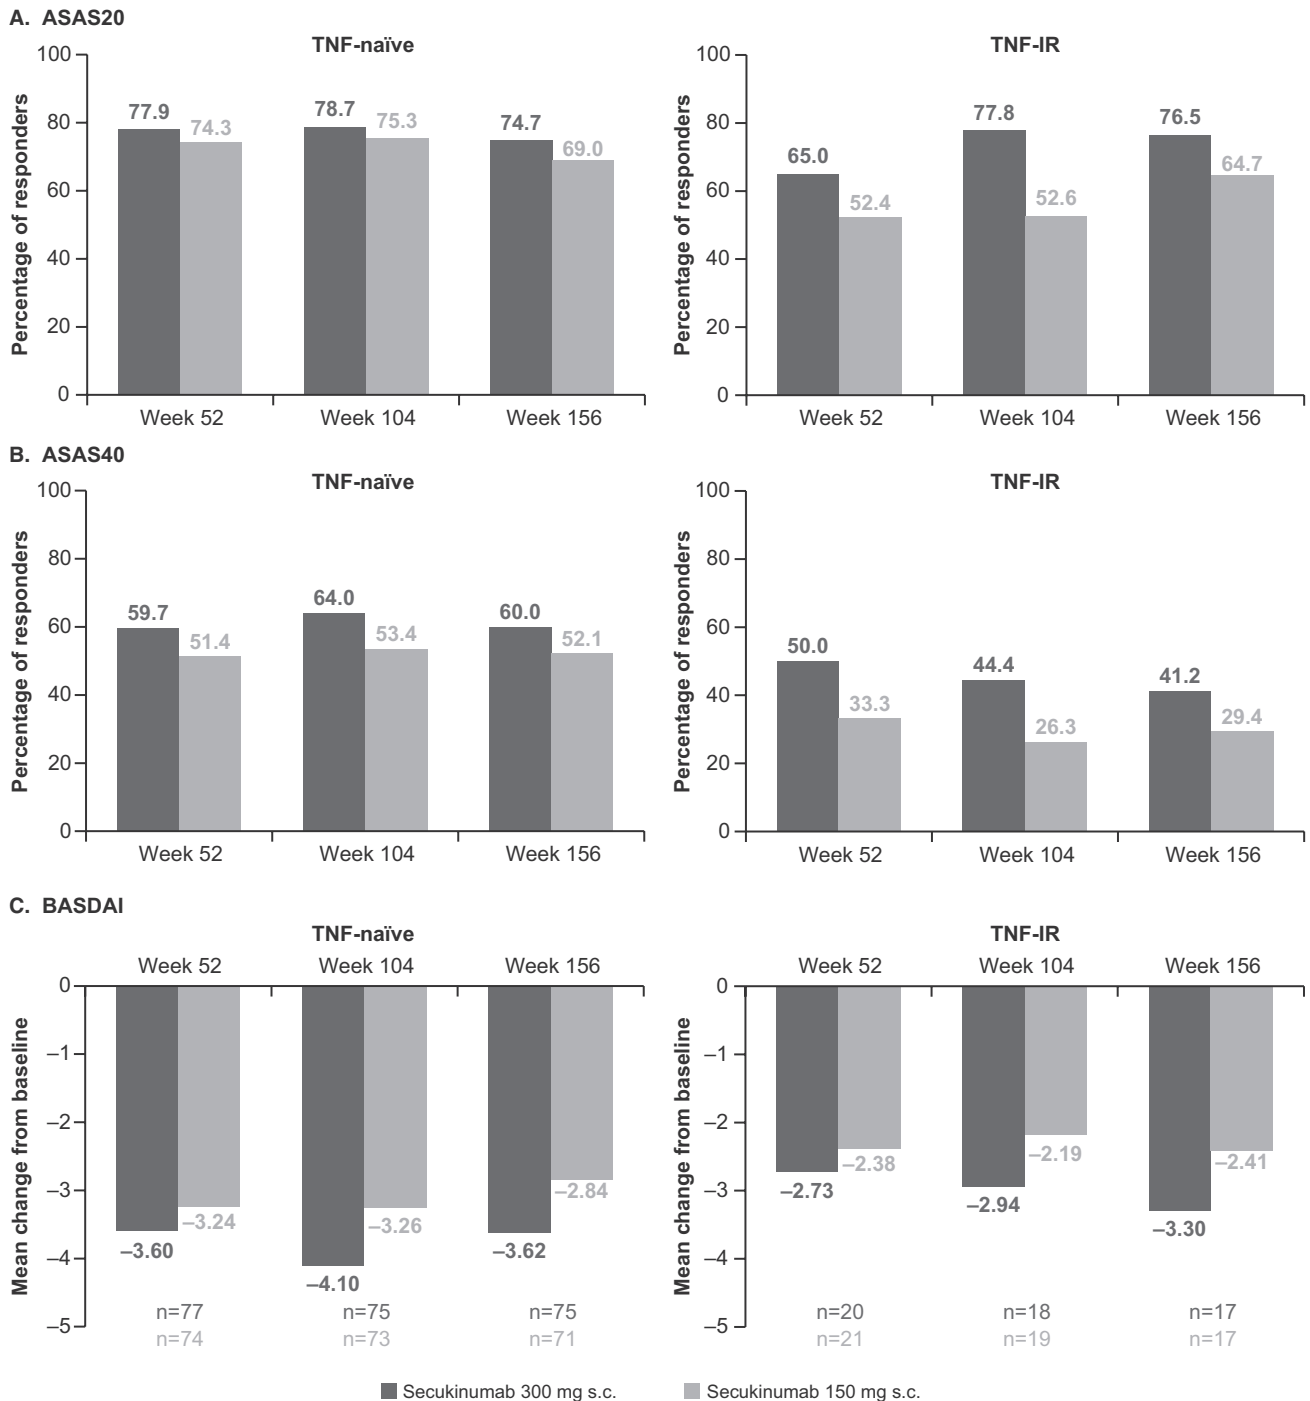 A. ASAS20
TNF-naïve
Percentage of responders
100
80
60
40
20
0
77.9
74.3
78.7
75.3
74.7
69.0
Week 52
Week 104
Week 156
TNF-IR
Percentage of responders
100
80
60
40
20
0
65.0
52.4
77.8
52.6
76.5
64.7
Week 52
Week 104
Week 156
B. ASAS40
TNF-naïve
Percentage of responders
100
80
60
40
20
0
59.7
51.4
64.0
53.4
60.0
52.1
Week 52
Week 104
Week 156
TNF-IR
Percentage of responders
100
80
60
40
20
0
50.0
33.3
44.4
26.3
41.2
29.4
Week 52
Week 104
Week 156
C. BASDAI
TNF-naïve
Week 52
Week 104
Week 156
Mean change from baseline
0
–1
–2
–3
–4
–5
–3.60
–3.24
–4.10
–3.26
–3.62
–2.84
n=77
n=75
n=75
n=74
n=73
n=71
TNF-IR
Week 52
Week 104
Week 156
Mean change from baseline
0
–1
–2
–3
–4
–5
–2.73
–2.38
–2.94
–2.19
–3.30
–2.41
n=20
n=18
n=17
n=21
n=19
n=17
Secukinumab 300 mg s.c.
Secukinumab 150 mg s.c.